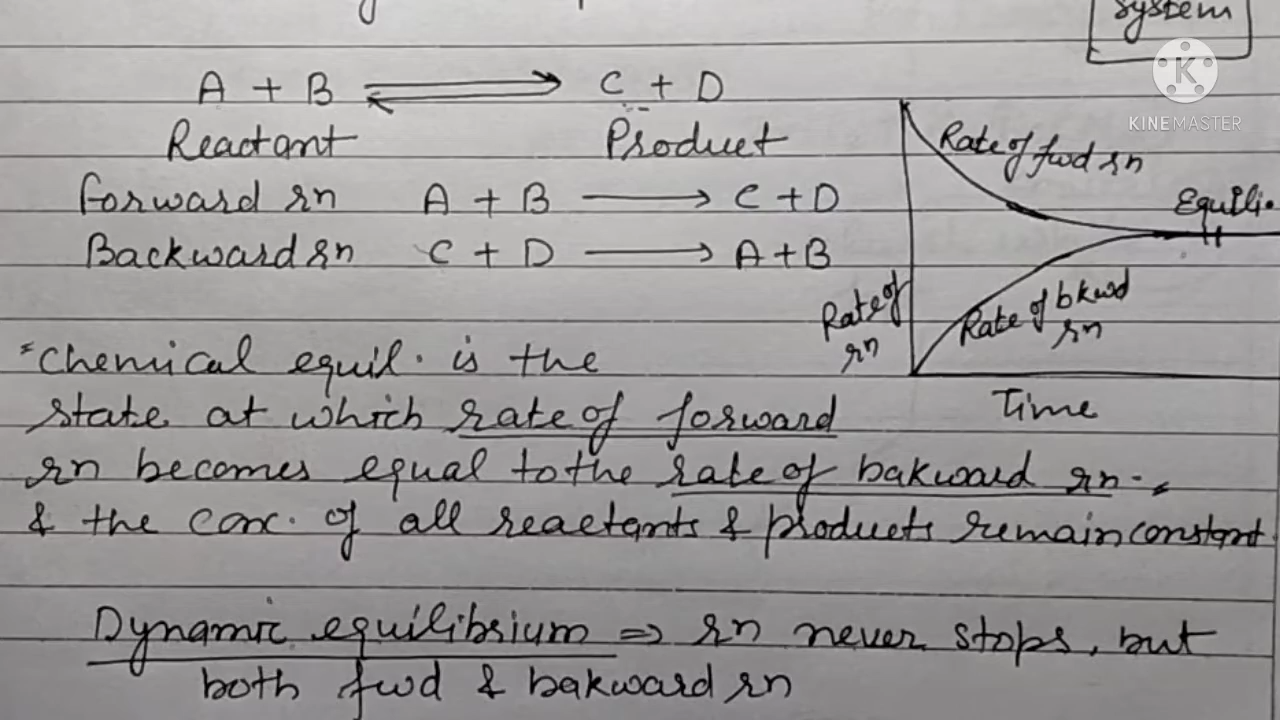 system
A + B ⇌ C + D
KINEMASTER
Reactant Product
Rate of fwd rn
Forward rn A + B ⟶ C + D
Equilib
Backward rn C + D ⟶ A + B
Rate of rn
Rate of bkwd rn
"Chemical equil. is the
Time
state at which rate of forward
rn becomes equal to the rate of bakward rn."
& the conc. of all reactants & products remain constant.
Dynamic equilibrium ⇒ rn never stops, but
both fwd & bakward rn